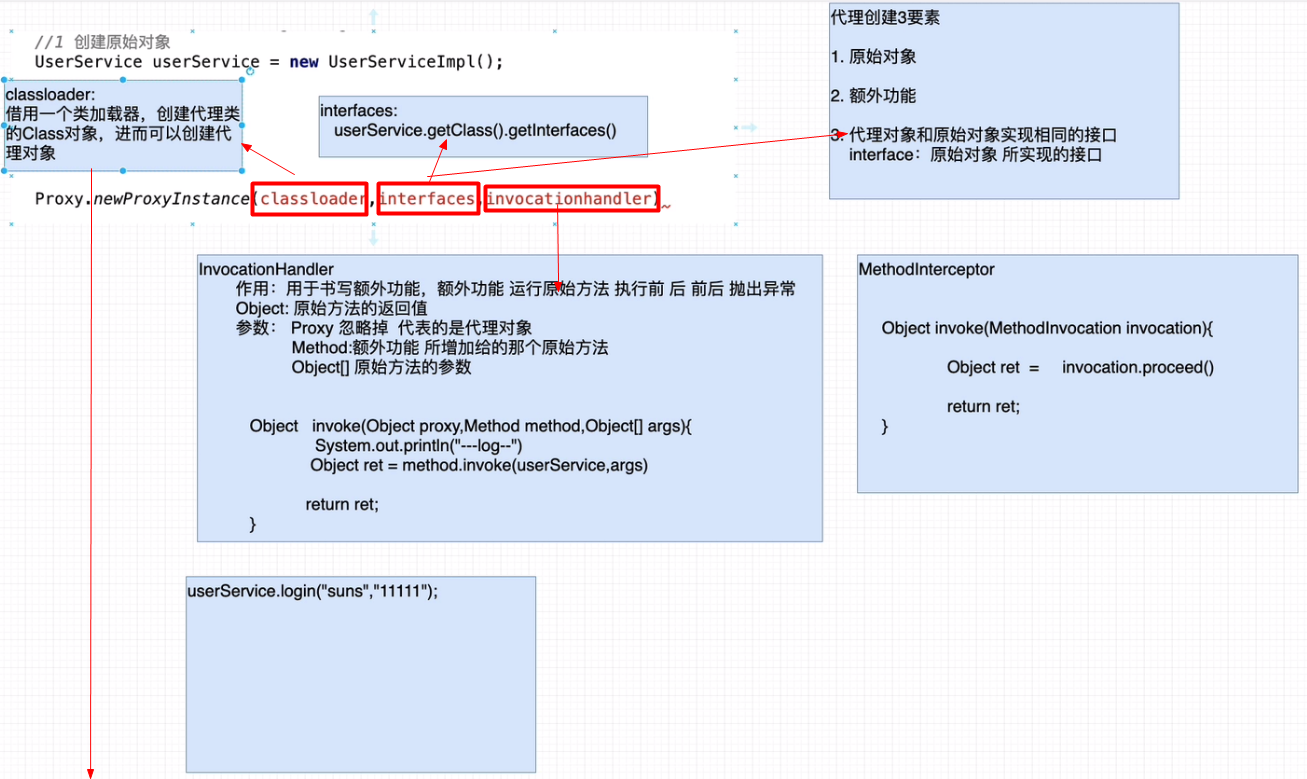 //1 创建原始对象
UserService userService = new UserServiceImpl();
classloader:
借用一个类加载器，创建代理类
的Class对象，进而可以创建代
理对象
interfaces:
userService.getClass().getInterfaces()
Proxy.newProxyInstance(classloader,interfaces,invocationhandler)
代理创建3要素
1. 原始对象
2. 额外功能
3. 代理对象和原始对象实现相同的接口
interface：原始对象 所实现的接口
InvocationHandler
作用：用于书写额外功能，额外功能 运行原始方法 执行前 后 前后 抛出异常
Object: 原始方法的返回值
参数： Proxy 忽略掉 代表的是代理对象
Method:额外功能 所增加给的那个原始方法
Object[] 原始方法的参数
Object invoke(Object proxy,Method method,Object[] args){
System.out.println("---log--")
Object ret = method.invoke(userService,args)
return ret;
}
MethodInterceptor
Object invoke(MethodInvocation invocation){
Object ret = invocation.proceed()
return ret;
}
userService.login("suns","11111");